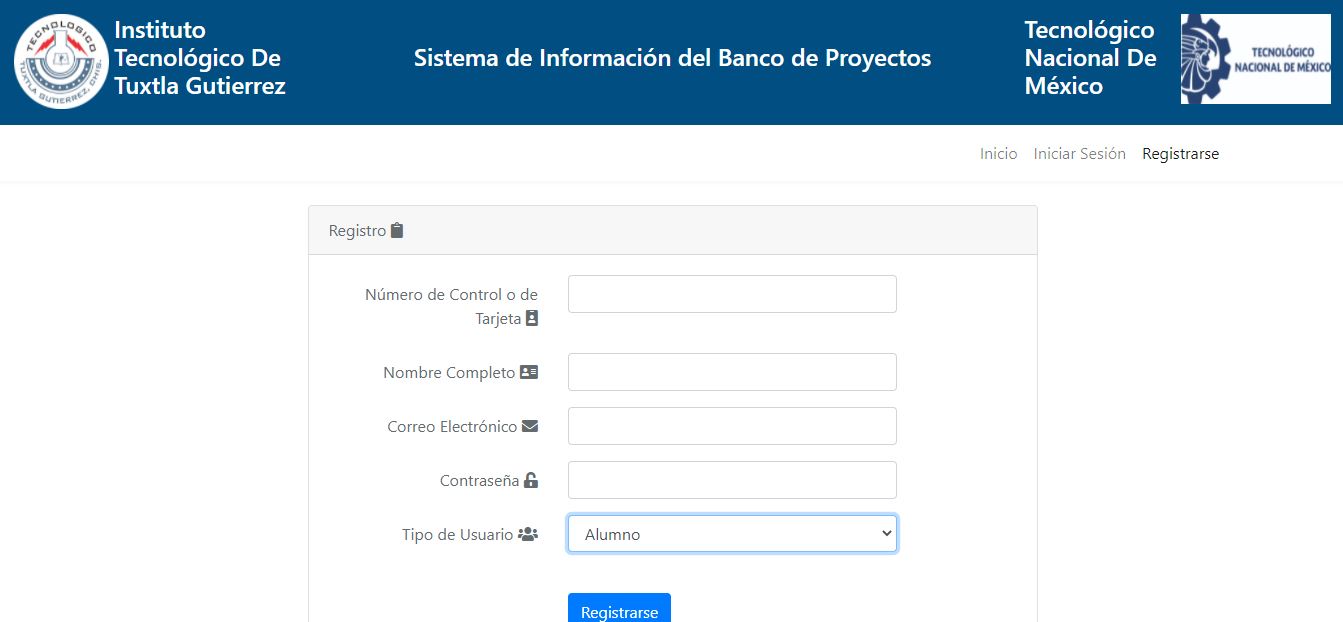 Instituto
Tecnológico De
Tuxtla Gutierrez
TECNOLOGICO
TUXTLA GUTIERREZ, CHIS.
Sistema de Información del Banco de Proyectos
Tecnológico
Nacional De
México
TECNOLÓGICO
NACIONAL DE MÉXICO
Inicio Iniciar Sesión Registrarse
Registro
Número de Control o de
Tarjeta
Nombre Completo
Correo Electrónico
Contraseña
Tipo de Usuario
Alumno
Registrarse